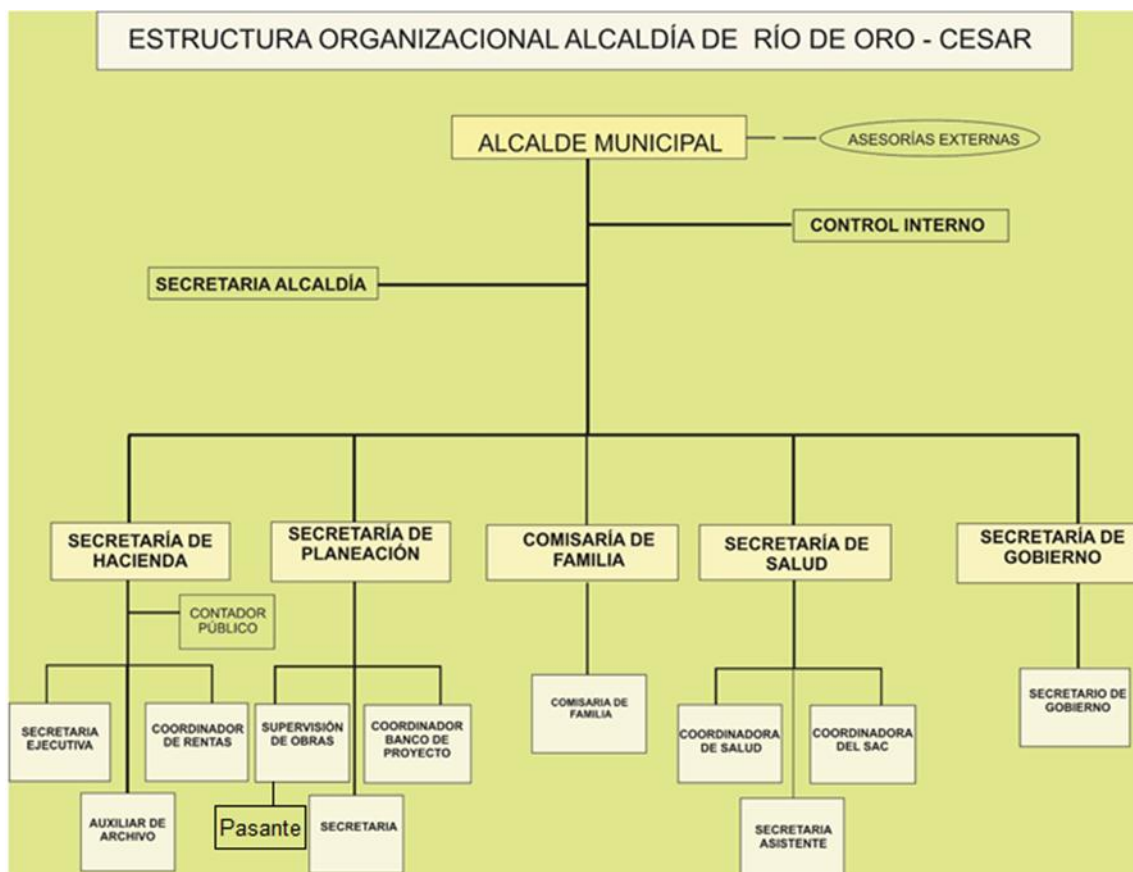 ESTRUCTURA ORGANIZACIONAL ALCALDÍA DE RÍO DE ORO - CESAR
ALCALDE MUNICIPAL
ASESORÍAS EXTERNAS
CONTROL INTERNO
SECRETARIA ALCALDÍA
SECRETARÍA DE
HACIENDA
SECRETARÍA DE
PLANEACIÓN
COMISARÍA DE
FAMILIA
SECRETARÍA DE
SALUD
SECRETARÍA DE
GOBIERNO
CONTADOR
PÚBLICO
SECRETARIA
EJECUTIVA
COORDINADOR
DE RENTAS
SUPERVISIÓN
DE OBRAS
COORDINADOR
BANCO DE
PROYECTO
COMISARIA DE
FAMILIA
COORDINADORA
DE SALUD
COORDINADORA
DEL SAC
SECRETARIO DE
GOBIERNO
AUXILIAR DE
ARCHIVO
Pasante
SECRETARIA
SECRETARIA
ASISTENTE